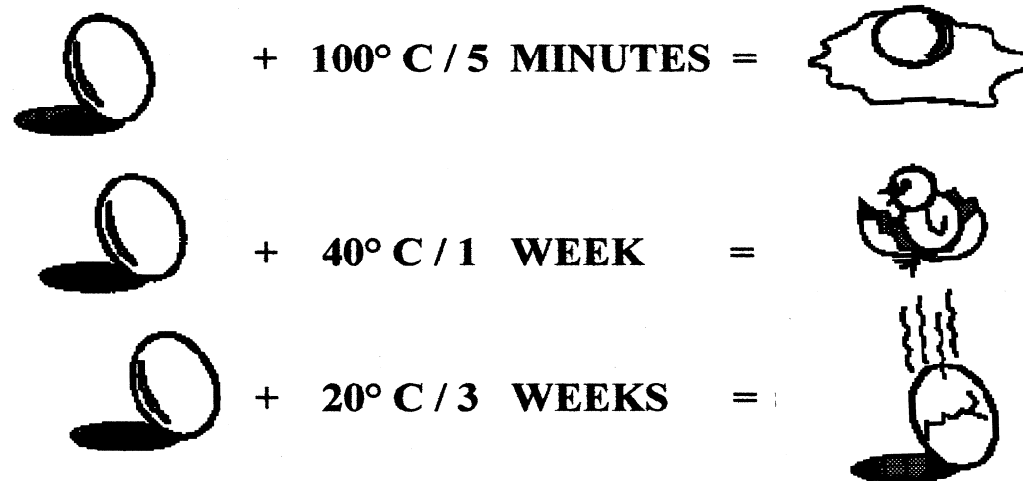 + 100° C / 5 MINUTES =
+ 40° C / 1 WEEK =
+ 20° C / 3 WEEKS =